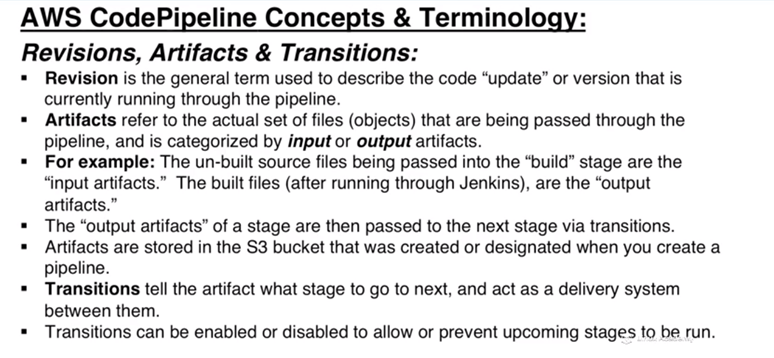 AWS CodePipeline Concepts & Terminology:
Revisions, Artifacts & Transitions:
▪ Revision is the general term used to describe the code “update” or version that is
currently running through the pipeline.
▪ Artifacts refer to the actual set of files (objects) that are being passed through the
pipeline, and is categorized by input or output artifacts.
▪ For example: The un-built source files being passed into the “build” stage are the
“input artifacts.”  The built files (after running through Jenkins), are the “output
artifacts.”
▪ The “output artifacts” of a stage are then passed to the next stage via transitions.
▪ Artifacts are stored in the S3 bucket that was created or designated when you create a
pipeline.
▪ Transitions tell the artifact what stage to go to next, and act as a delivery system
between them.
▪ Transitions can be enabled or disabled to allow or prevent upcoming stages to be run.